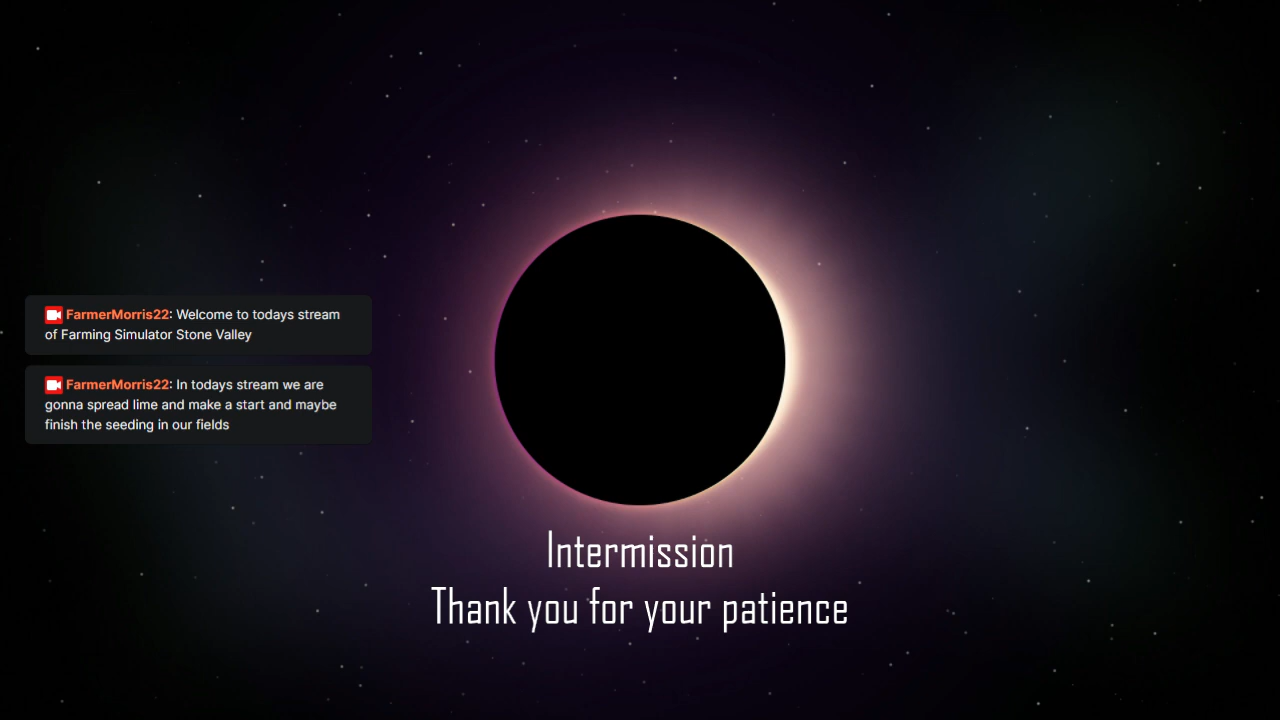 FarmerMorris22: Welcome to todays stream
of Farming Simulator Stone Valley
FarmerMorris22: In todays stream we are
gonna spread lime and make a start and maybe
finish the seeding in our fields
Intermission
Thank you for your patience